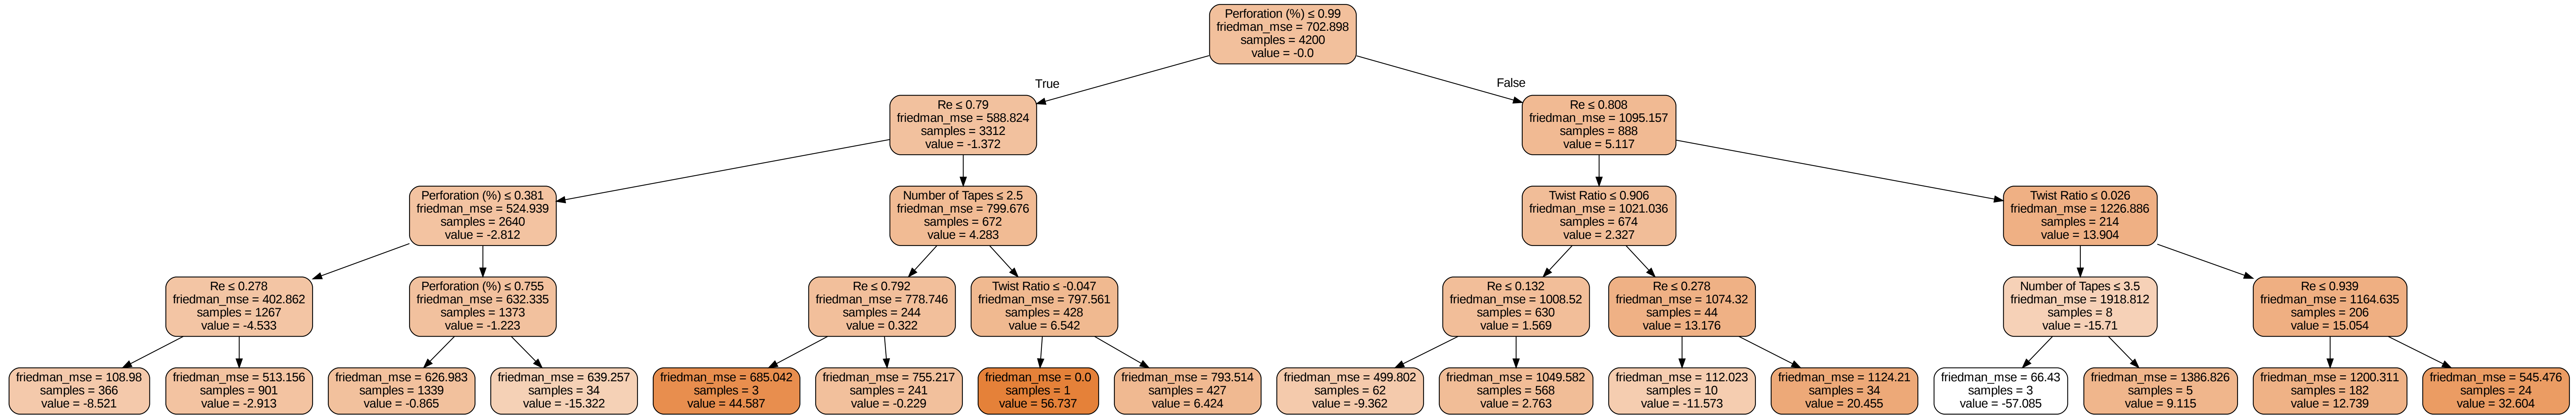 Perforation (%) ≤ 0.99
friedman_mse = 702.898
samples = 4200
value = -0.0
True
False
Re ≤ 0.79
friedman_mse = 588.824
samples = 3312
value = -1.372
Re ≤ 0.808
friedman_mse = 1095.157
samples = 888
value = 5.117
Perforation (%) ≤ 0.381
friedman_mse = 524.939
samples = 2640
value = -2.812
Number of Tapes ≤ 2.5
friedman_mse = 799.676
samples = 672
value = 4.283
Twist Ratio ≤ 0.906
friedman_mse = 1021.036
samples = 674
value = 2.327
Twist Ratio ≤ 0.026
friedman_mse = 1226.886
samples = 214
value = 13.904
Re ≤ 0.278
friedman_mse = 402.862
samples = 1267
value = -4.533
Perforation (%) ≤ 0.755
friedman_mse = 632.335
samples = 1373
value = -1.223
Re ≤ 0.792
friedman_mse = 778.746
samples = 244
value = 0.322
Twist Ratio ≤ -0.047
friedman_mse = 797.561
samples = 428
value = 6.542
Re ≤ 0.132
friedman_mse = 1008.52
samples = 630
value = 1.569
Re ≤ 0.278
friedman_mse = 1074.32
samples = 44
value = 13.176
Number of Tapes ≤ 3.5
friedman_mse = 1918.812
samples = 8
value = -15.71
Re ≤ 0.939
friedman_mse = 1164.635
samples = 206
value = 15.054
friedman_mse = 108.98
samples = 366
value = -8.521
friedman_mse = 513.156
samples = 901
value = -2.913
friedman_mse = 626.983
samples = 1339
value = -0.865
friedman_mse = 639.257
samples = 34
value = -15.322
friedman_mse = 685.042
samples = 3
value = 44.587
friedman_mse = 755.217
samples = 241
value = -0.229
friedman_mse = 0.0
samples = 1
value = 56.737
friedman_mse = 793.514
samples = 427
value = 6.424
friedman_mse = 499.802
samples = 62
value = -9.362
friedman_mse = 1049.582
samples = 568
value = 2.763
friedman_mse = 112.023
samples = 10
value = -11.573
friedman_mse = 1124.21
samples = 34
value = 20.455
friedman_mse = 66.43
samples = 3
value = -57.085
friedman_mse = 1386.826
samples = 5
value = 9.115
friedman_mse = 1200.311
samples = 182
value = 12.739
friedman_mse = 545.476
samples = 24
value = 32.604